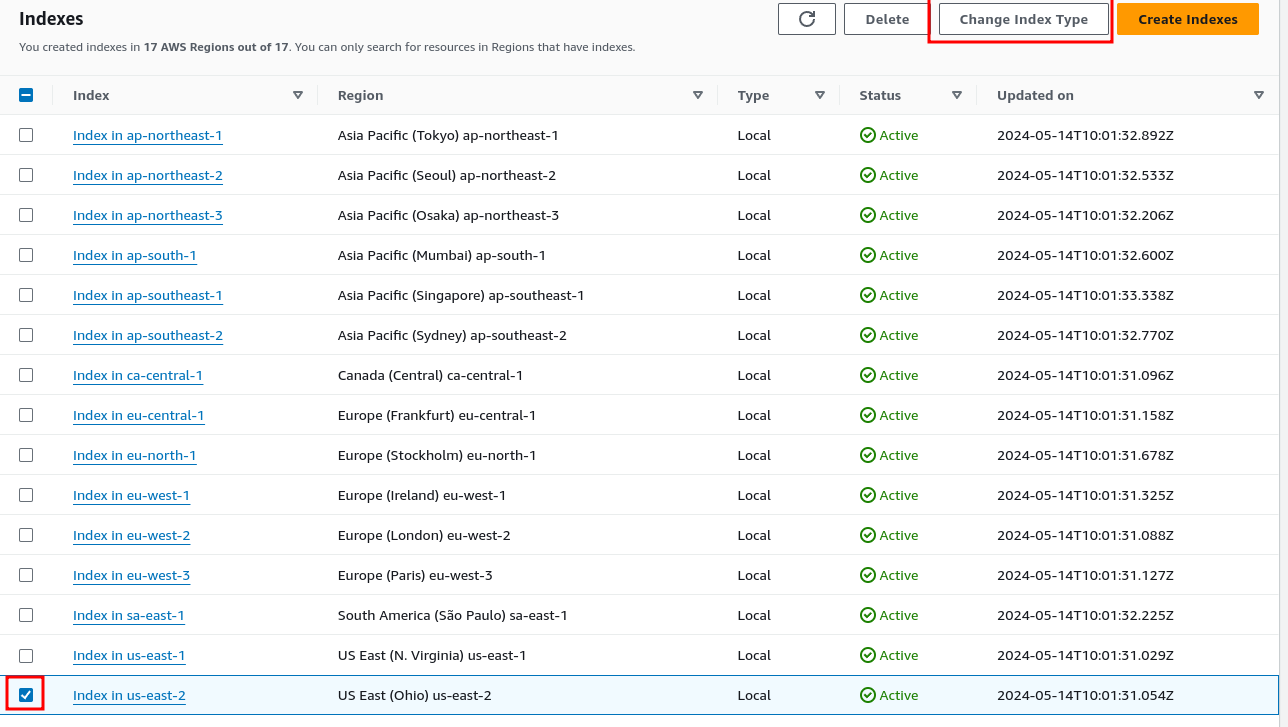 Indexes
Delete
Change Index Type
Create Indexes
You created indexes in 17 AWS Regions out of 17. You can only search for resources in Regions that have indexes.
Index Region Type Status Updated on
Index in ap-northeast-1 Asia Pacific (Tokyo) ap-northeast-1 Local Active 2024-05-14T10:01:32.892Z
Index in ap-northeast-2 Asia Pacific (Seoul) ap-northeast-2 Local Active 2024-05-14T10:01:32.533Z
Index in ap-northeast-3 Asia Pacific (Osaka) ap-northeast-3 Local Active 2024-05-14T10:01:32.206Z
Index in ap-south-1 Asia Pacific (Mumbai) ap-south-1 Local Active 2024-05-14T10:01:32.600Z
Index in ap-southeast-1 Asia Pacific (Singapore) ap-southeast-1 Local Active 2024-05-14T10:01:33.338Z
Index in ap-southeast-2 Asia Pacific (Sydney) ap-southeast-2 Local Active 2024-05-14T10:01:32.770Z
Index in ca-central-1 Canada (Central) ca-central-1 Local Active 2024-05-14T10:01:31.096Z
Index in eu-central-1 Europe (Frankfurt) eu-central-1 Local Active 2024-05-14T10:01:31.158Z
Index in eu-north-1 Europe (Stockholm) eu-north-1 Local Active 2024-05-14T10:01:31.678Z
Index in eu-west-1 Europe (Ireland) eu-west-1 Local Active 2024-05-14T10:01:31.325Z
Index in eu-west-2 Europe (London) eu-west-2 Local Active 2024-05-14T10:01:31.088Z
Index in eu-west-3 Europe (Paris) eu-west-3 Local Active 2024-05-14T10:01:31.127Z
Index in sa-east-1 South America (São Paulo) sa-east-1 Local Active 2024-05-14T10:01:32.225Z
Index in us-east-1 US East (N. Virginia) us-east-1 Local Active 2024-05-14T10:01:31.029Z
Index in us-east-2 US East (Ohio) us-east-2 Local Active 2024-05-14T10:01:31.054Z